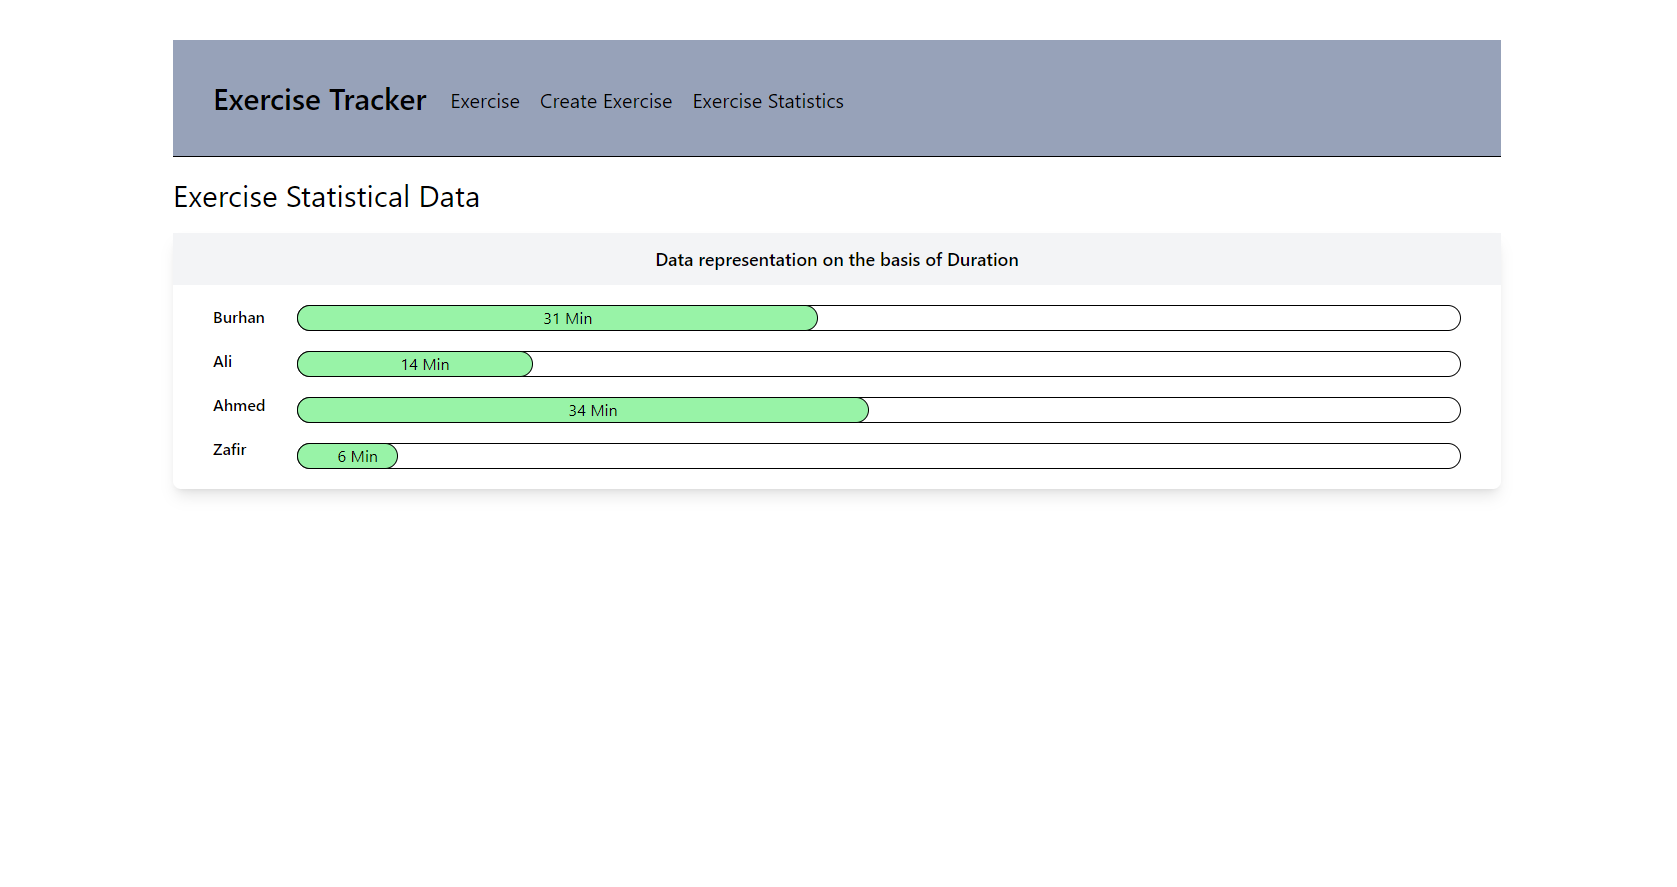 Exercise Tracker Exercise Create Exercise Exercise Statistics
Exercise Statistical Data
Data representation on the basis of Duration
Burhan 31 Min
Ali 14 Min
Ahmed 34 Min
Zafir 6 Min